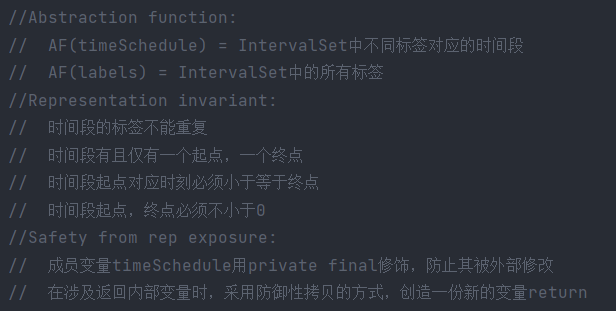 //Abstraction function:
//  AF(timeSchedule) = IntervalSet中不同标签对应的时间段
//  AF(labels) = IntervalSet中的所有标签
//Representation invariant:
//  时间段的标签不能重复
//  时间段有且仅有一个起点，一个终点
//  时间段起点对应时刻必须小于等于终点
//  时间段起点，终点必须不小于0
//Safety from rep exposure:
//  成员变量timeSchedule用private final修饰，防止其被外部修改
//  在涉及返回内部变量时，采用防御性拷贝的方式，创造一份新的变量return